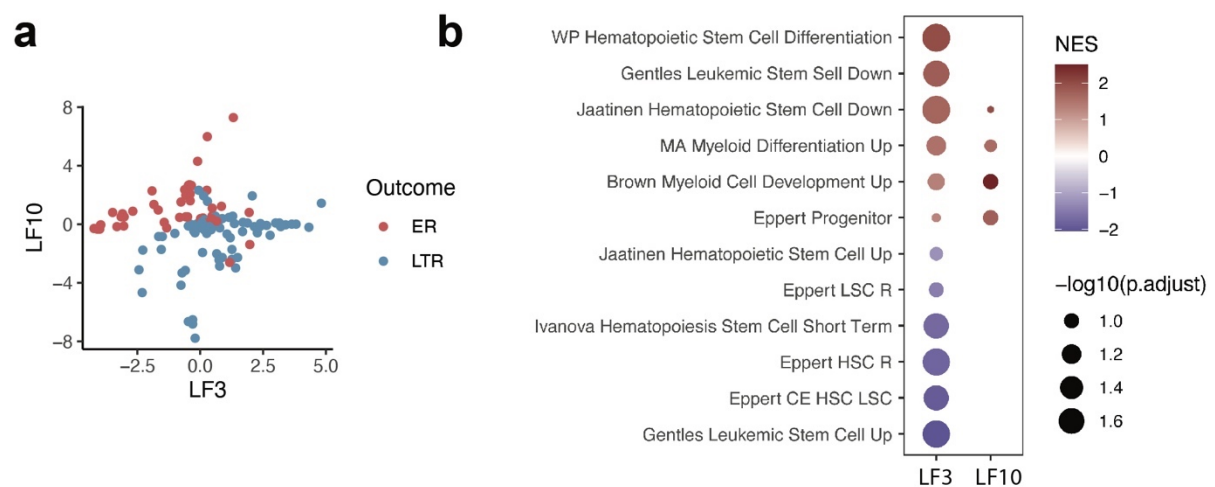 a
8
4
0
−4
−8
LF10
−2.5 0.0 2.5 5.0
LF3
Outcome
ER
LTR
b
WP Hematopoietic Stem Cell Differentiation
Gentles Leukemic Stem Sell Down
Jaatinen Hematopoietic Stem Cell Down
MA Myeloid Differentiation Up
Brown Myeloid Cell Development Up
Eppert Progenitor
Jaatinen Hematopoietic Stem Cell Up
Eppert LSC R
Ivanova Hematopoiesis Stem Cell Short Term
Eppert HSC R
Eppert CE HSC LSC
Gentles Leukemic Stem Cell Up
LF3 LF10
NES
2
1
0
−1
−2
−log10(p.adjust)
1.0
1.2
1.4
1.6